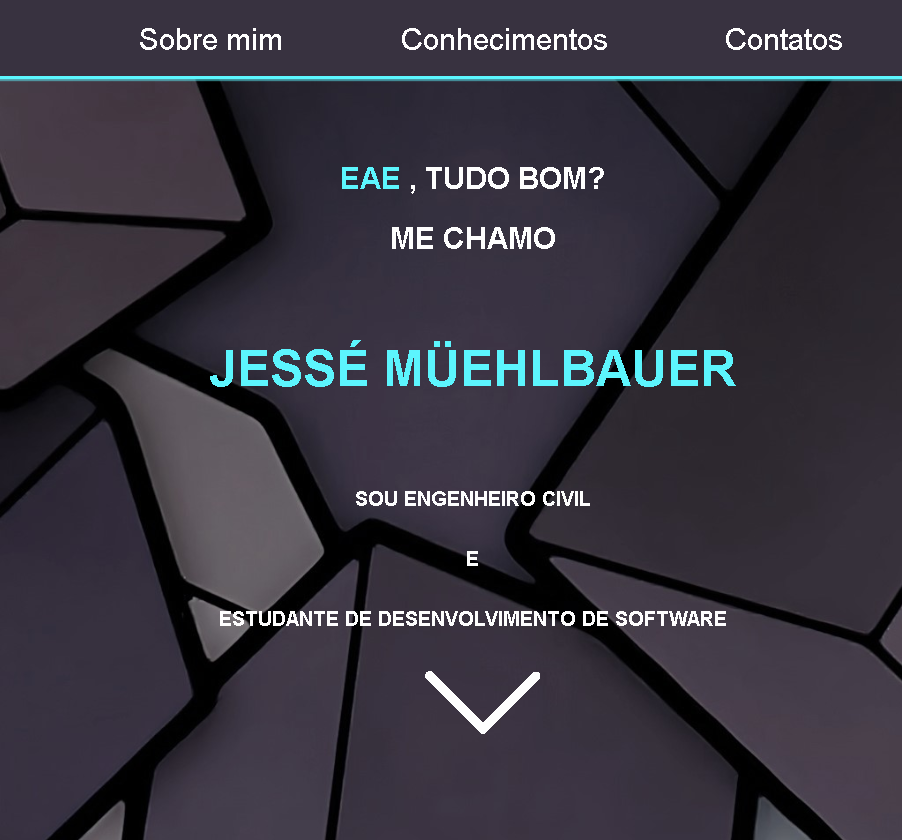 Sobre mim Conhecimentos Contatos
EAE , TUDO BOM?
ME CHAMO
JESSÉ MÜEHLBAUER
SOU ENGENHEIRO CIVIL
E
ESTUDANTE DE DESENVOLVIMENTO DE SOFTWARE